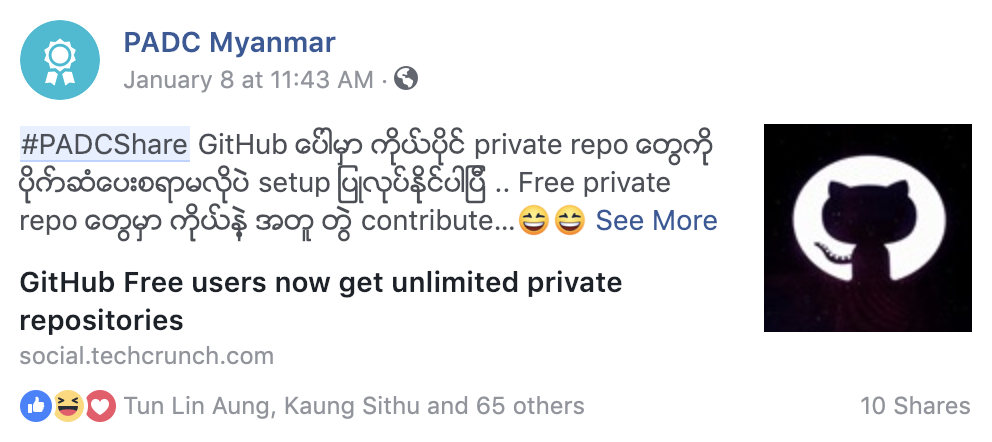 PADC Myanmar
January 8 at 11:43 AM ·
#PADCShare GitHub ပေါ်မှာ ကိုယ်ပိုင် private repo တွေကို
ပိုက်ဆံပေးစရာမလိုပဲ setup ပြုလုပ်နိုင်ပါပြီ .. Free private
repo တွေမှာ ကိုယ်နဲ့ အတူ တွဲ contribute...😄😄 See More
GitHub Free users now get unlimited private
repositories
social.techcrunch.com
Tun Lin Aung, Kaung Sithu and 65 others
10 Shares